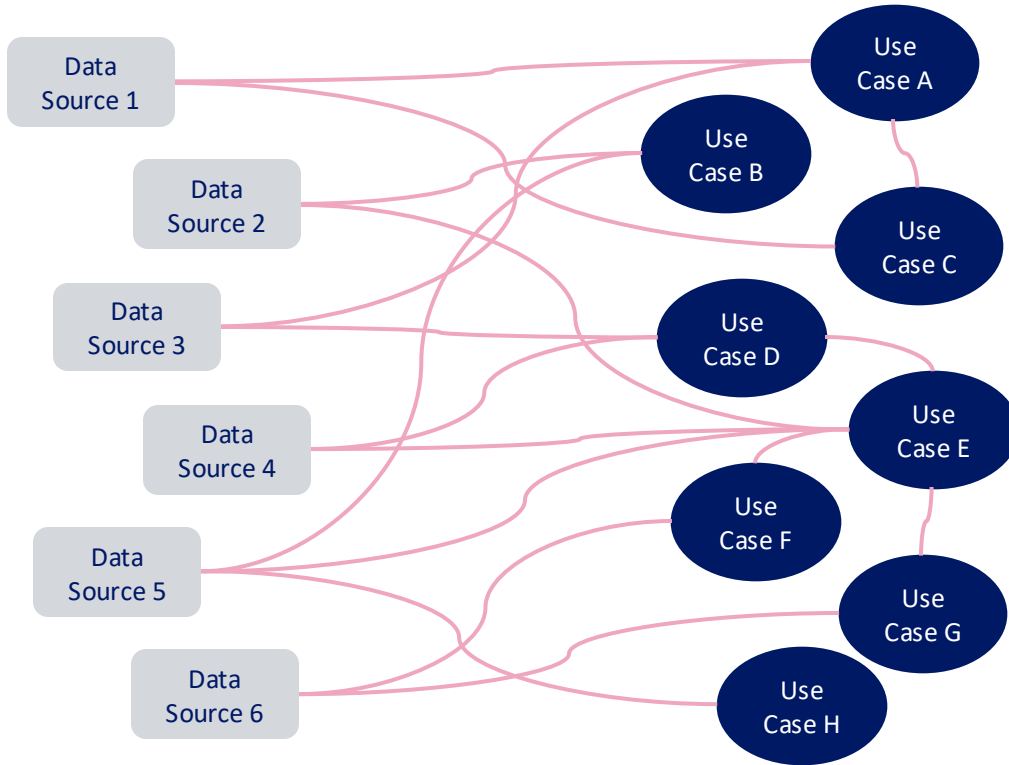 Data
Source 1
Data
Source 2
Data
Source 3
Data
Source 4
Data
Source 5
Data
Source 6
Use
Case A
Use
Case B
Use
Case C
Use
Case D
Use
Case E
Use
Case F
Use
Case G
Use
Case H